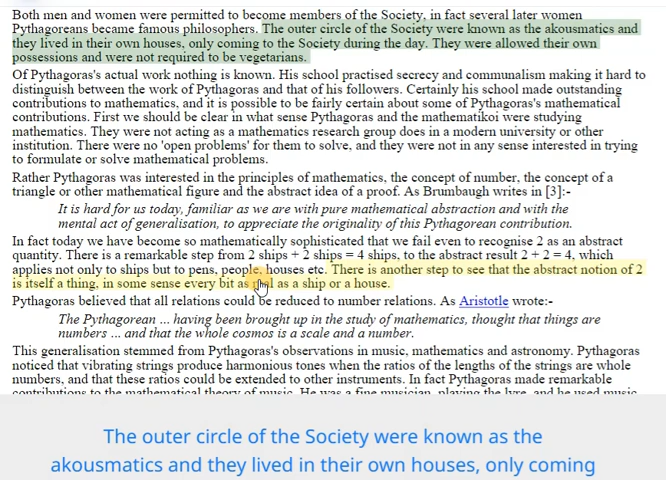 Both men and women were permitted to become members of the Society, in fact several later women
Pythagoreans became famous philosophers. The outer circle of the Society were known as the akousmatics and
they lived in their own houses, only coming to the Society during the day. They were allowed their own
possessions and were not required to be vegetarians.
Of Pythagoras's actual work nothing is known. His school practised secrecy and communalism making it hard to
distinguish between the work of Pythagoras and that of his followers. Certainly his school made outstanding
contributions to mathematics, and it is possible to be fairly certain about some of Pythagoras's mathematical
contributions. First we should be clear in what sense Pythagoras and the mathematikoi were studying
mathematics. They were not acting as a mathematics research group does in a modern university or other
institution. There were no 'open problems' for them to solve, and they were not in any sense interested in trying
to formulate or solve mathematical problems.
Rather Pythagoras was interested in the principles of mathematics, the concept of number, the concept of a
triangle or other mathematical figure and the abstract idea of a proof. As Brumbaugh writes in [3]:-
It is hard for us today, familiar as we are with pure mathematical abstraction and with the
mental act of generalisation, to appreciate the originality of this Pythagorean contribution.
In fact today we have become so mathematically sophisticated that we fail even to recognise 2 as an abstract
quantity. There is a remarkable step from 2 ships + 2 ships = 4 ships, to the abstract result 2 + 2 = 4, which
applies not only to ships but to pens, people, houses etc. There is another step to see that the abstract notion of 2
is itself a thing, in some sense every bit as real as a ship or a house.
Pythagoras believed that all relations could be reduced to number relations. As Aristotle wrote:-
The Pythagorean ... having been brought up in the study of mathematics, thought that things are
numbers ... and that the whole cosmos is a scale and a number.
This generalisation stemmed from Pythagoras's observations in music, mathematics and astronomy. Pythagoras
noticed that vibrating strings produce harmonious tones when the ratios of the lengths of the strings are whole
numbers, and that these ratios could be extended to other instruments. In fact Pythagoras made remarkable
contributions to the mathematical theory of music. He was a fine musician, playing the lyre, and he used music
The outer circle of the Society were known as the
akousmatics and they lived in their own houses, only coming